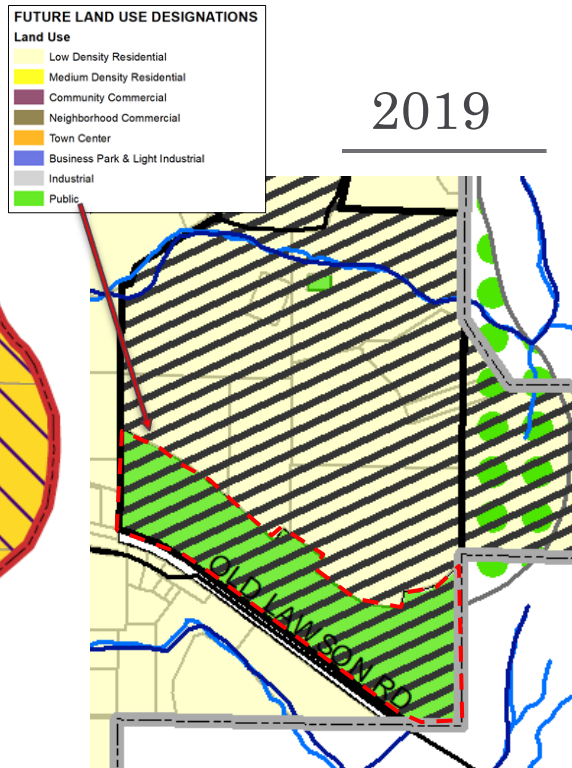 FUTURE LAND USE DESIGNATIONS
Land Use
Low Density Residential
Medium Density Residential
Community Commercial
Neighborhood Commercial
Town Center
Business Park & Light Industrial
Industrial
Public
2019
OLD LAWSON RD